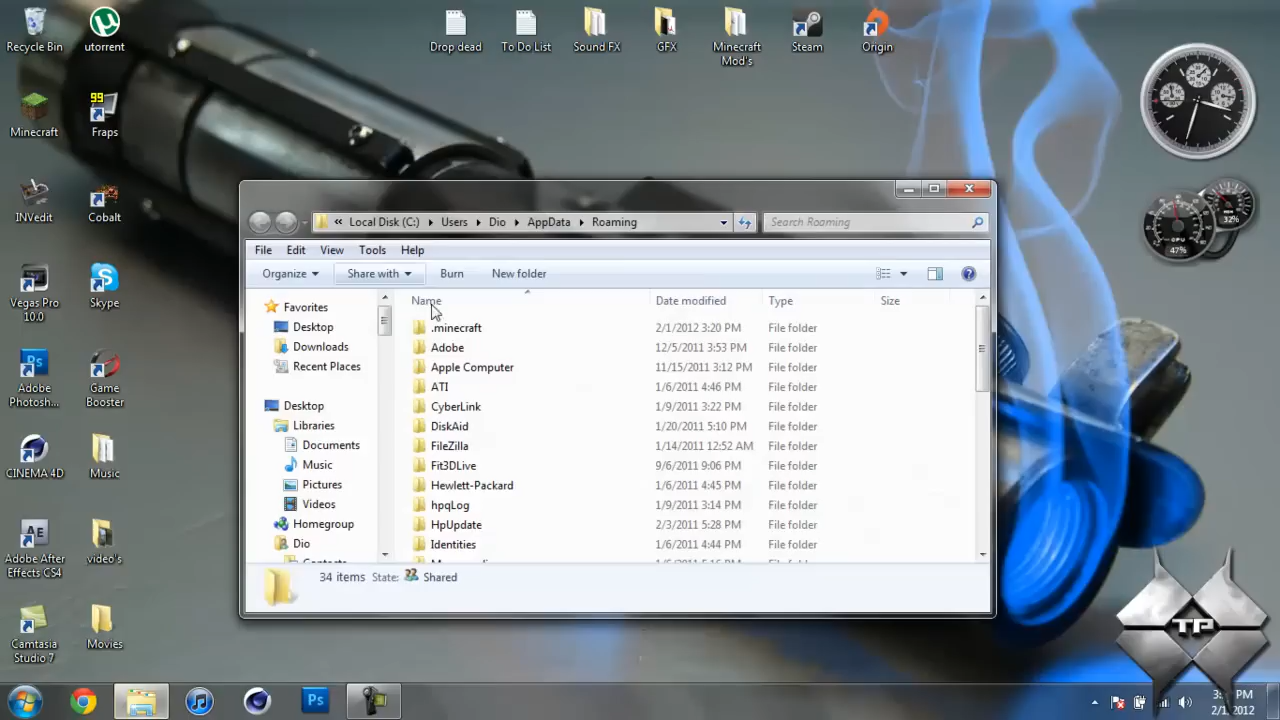 Recycle Bin
utorrent
Drop dead
To Do List
Sound FX
GFX
Minecraft
Mod's
Steam
Origin
99
Minecraft
Fraps
INVedit
Cobalt
Vegas Pro
10.0
Skype
Adobe
Photosh...
Game
Booster
CINEMA 4D
Music
Adobe After
Effects CS4
video's
Camtasia
Studio 7
Movies
32%
47%
Local Disk (C:) Users Dio AppData Roaming
Search Roaming
File Edit View Tools Help
Organize Share with Burn New folder
Name Date modified Type Size
Favorites
Desktop
Downloads
Recent Places
Desktop
Libraries
Documents
Music
Pictures
Videos
Homegroup
Dio
.minecraft 2/1/2012 3:20 PM File folder
Adobe 12/5/2011 3:53 PM File folder
Apple Computer 11/15/2011 3:12 PM File folder
ATI 1/6/2011 4:46 PM File folder
CyberLink 1/9/2011 3:22 PM File folder
DiskAid 1/20/2011 5:10 PM File folder
FileZilla 1/14/2011 12:52 AM File folder
Fit3DLive 9/6/2011 9:06 PM File folder
Hewlett-Packard 1/6/2011 4:45 PM File folder
hpqLog 1/9/2011 3:14 PM File folder
HpUpdate 2/3/2011 5:28 PM File folder
Identities 1/6/2011 4:44 PM File folder
34 items State: Shared
TP
Ps
PM